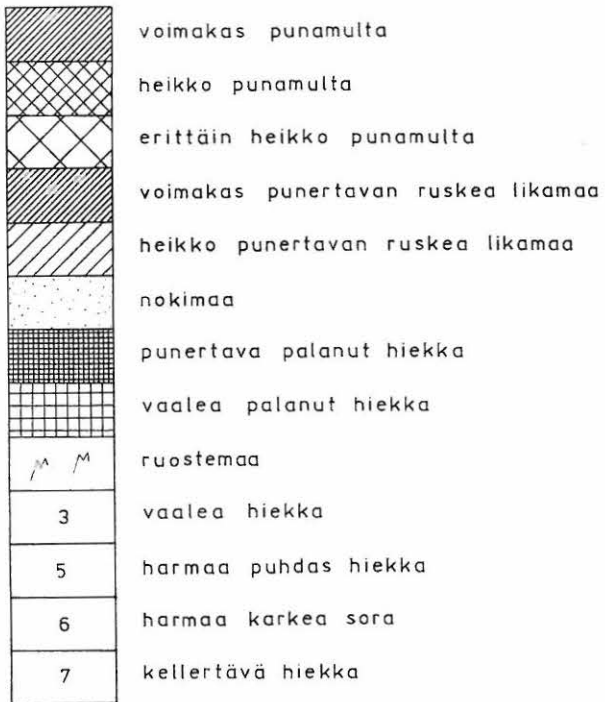 voimakas punamulta
heikko punamulta
erittäin heikko punamulta
voimakas punertavan ruskea likamaa
heikko punertavan ruskea likamaa
nokimaa
punertava palanut hiekka
vaalea palanut hiekka
ruostemaa
3 vaalea hiekka
5 harmaa puhdas hiekka
6 harmaa karkea sora
7 kellertävä hiekka